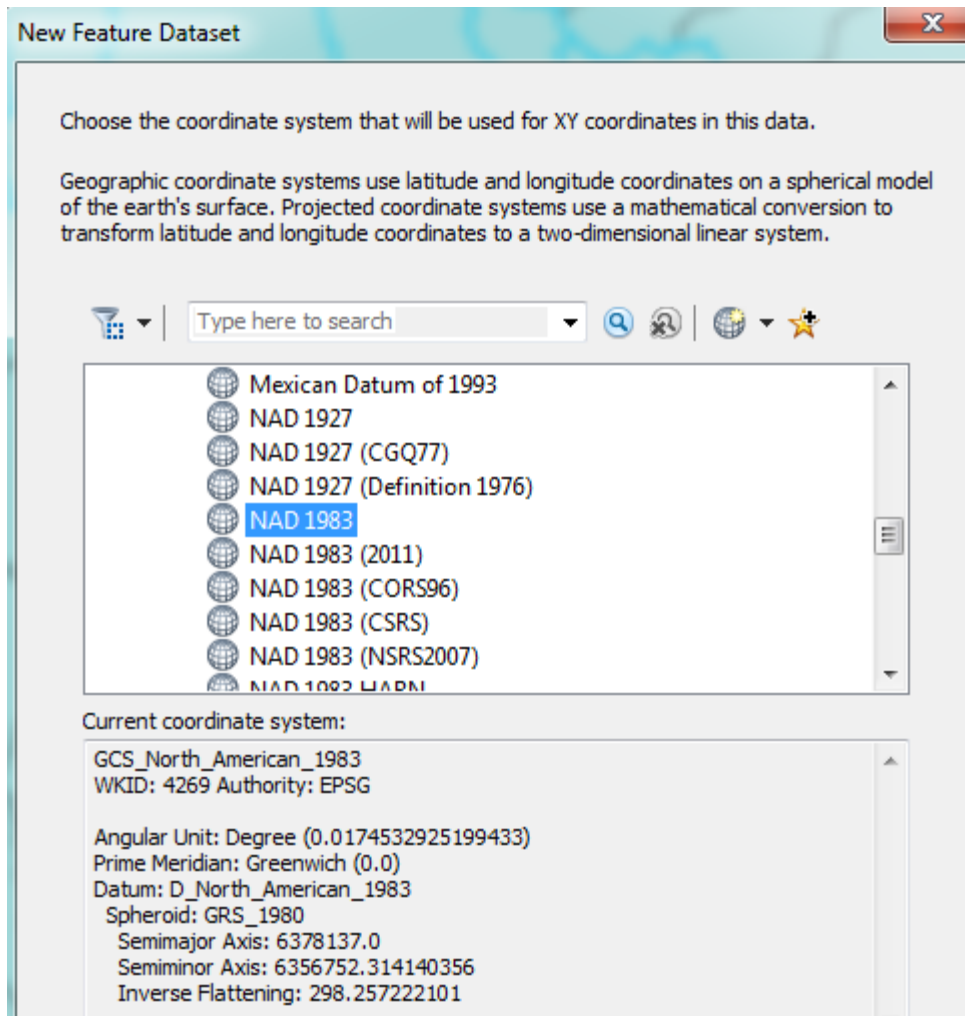 New Feature Dataset
Choose the coordinate system that will be used for XY coordinates in this data.
Geographic coordinate systems use latitude and longitude coordinates on a spherical model
of the earth's surface. Projected coordinate systems use a mathematical conversion to
transform latitude and longitude coordinates to a two-dimensional linear system.
Type here to search
Mexican Datum of 1993
NAD 1927
NAD 1927 (CGQ77)
NAD 1927 (Definition 1976)
NAD 1983
NAD 1983 (2011)
NAD 1983 (CORS96)
NAD 1983 (CSRS)
NAD 1983 (NSRS2007)
NAD 1983 HARN
Current coordinate system:
GCS_North_American_1983
WKID: 4269 Authority: EPSG
Angular Unit: Degree (0.0174532925199433)
Prime Meridian: Greenwich (0.0)
Datum: D_North_American_1983
Spheroid: GRS_1980
Semimajor Axis: 6378137.0
Semiminor Axis: 6356752.314140356
Inverse Flattening: 298.257222101